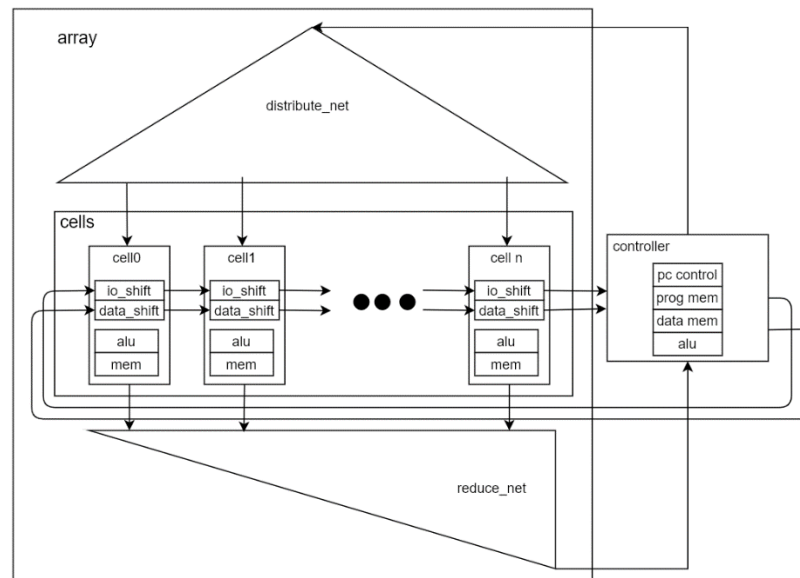 array
distribute_net
cells
cell0
io_shift
data_shift
alu
mem
cell1
io_shift
data_shift
alu
mem
cell n
io_shift
data_shift
alu
mem
controller
pc control
prog mem
data mem
alu
reduce_net